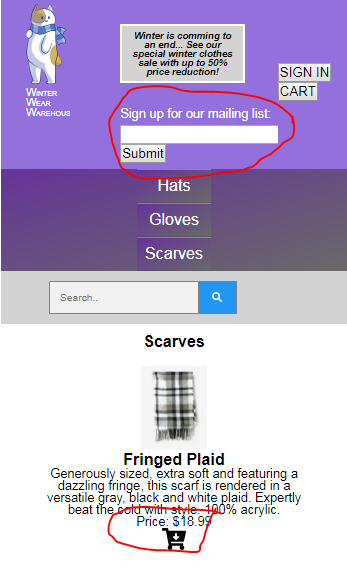 Winter is comming to
an end... See our
special winter clothes
sale with up to 50%
price reduction!
SIGN IN
CART
WINTER
WEAR
WAREHOUS
Sign up for our mailing list:
Submit
Hats
Gloves
Scarves
Search..
Scarves
Fringed Plaid
Generously sized, extra soft and featuring a
dazzling fringe, this scarf is rendered in a
versatile gray, black and white plaid. Expertly
beat the cold with style. 100% acrylic.
Price: $18.99